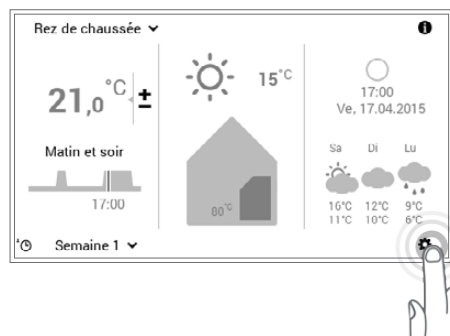 Rez de chaussée
21,0 °C ±
15°C
17:00
Ve, 17.04.2015
Matin et soir
17:00
80°C
Sa Di Lu
16°C 12°C 9°C
11°C 10°C 6°C
Semaine 1